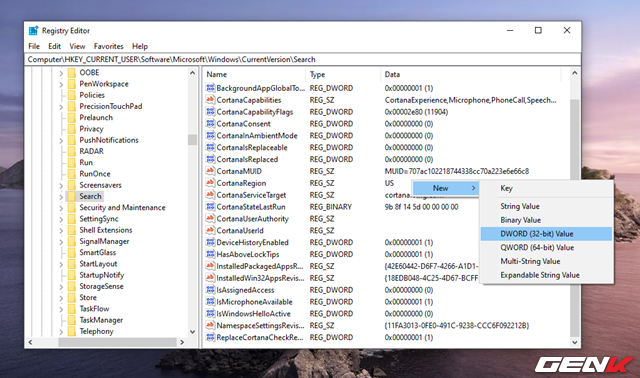 Registry Editor
File Edit View Favorites Help
Computer\HKEY_CURRENT_USER\Software\Microsoft\Windows\CurrentVersion\Search
OOBE
PenWorkspace
Policies
PrecisionTouchPad
Prelaunch
Privacy
PushNotifications
RADAR
Run
RunOnce
Screensavers
Search
Security and Maintenance
SettingSync
Shell Extensions
SignalManager
SmartGlass
StartLayout
StartupNotify
StorageSense
Store
TaskFlow
TaskManager
Telephony
Name Type Data
BackgroundAppGlobalTo... REG_DWORD 0x00000001 (1)
CortanaCapabilities REG_SZ CortanaExperience,Microphone,PhoneCall,Speech...
CortanaCapabilityFlags REG_DWORD 0x00002e80 (11904)
CortanaConsent REG_DWORD 0x00000000 (0)
CortanaInAmbientMode REG_DWORD 0x00000000 (0)
CortanaIsReplaceable REG_DWORD 0x00000000 (0)
CortanaIsReplaced REG_DWORD 0x00000000 (0)
CortanaMUID REG_SZ MUID=707ac102218744338cc70a223e6e66c8
CortanaRegion REG_SZ US
CortanaServiceTarget REG_SZ cortana
CortanaStateLastRun REG_BINARY 9b 8f 14 5d 00 00 00 00
CortanaUserAuthority REG_SZ
CortanaUserId REG_SZ
DeviceHistoryEnabled REG_DWORD 0x00000001 (1)
HasAboveLockTips REG_DWORD 0x00000000 (0)
InstalledPackagedAppsR... REG_SZ {42E60442-D6F7-4266-A1D1-
InstalledWin32AppsRevis... REG_SZ {18EDB048-4C25-4D67-BCFF
IsAssignedAccess REG_DWORD 0x00000000 (0)
IsMicrophoneAvailable REG_DWORD 0x00000001 (1)
IsWindowsHelloActive REG_DWORD 0x00000000 (0)
NamespaceSettingsRevis... REG_SZ {11FA3013-0FE0-491C-9238-CCC6F092212B}
ReplaceCortanaCheckRe... REG_DWORD 0x00000001 (1)
New
Key
String Value
Binary Value
DWORD (32-bit) Value
QWORD (64-bit) Value
Multi-String Value
Expandable String Value
GENK